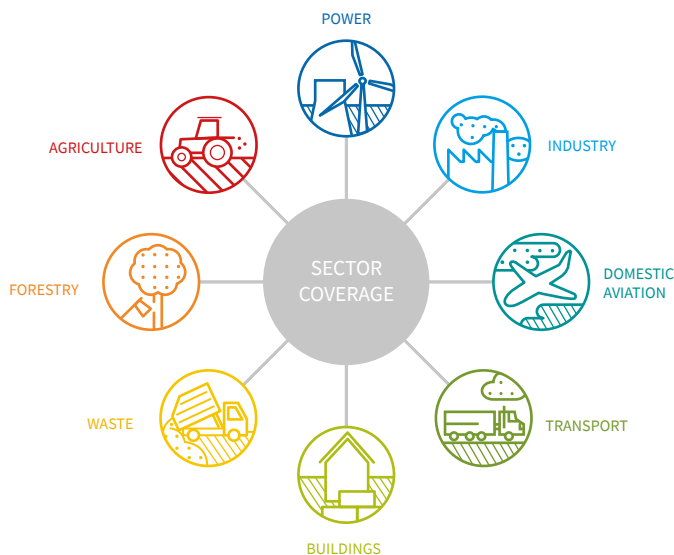 POWER
AGRICULTURE
INDUSTRY
SECTOR
COVERAGE
DOMESTIC
AVIATION
FORESTRY
WASTE
TRANSPORT
BUILDINGS